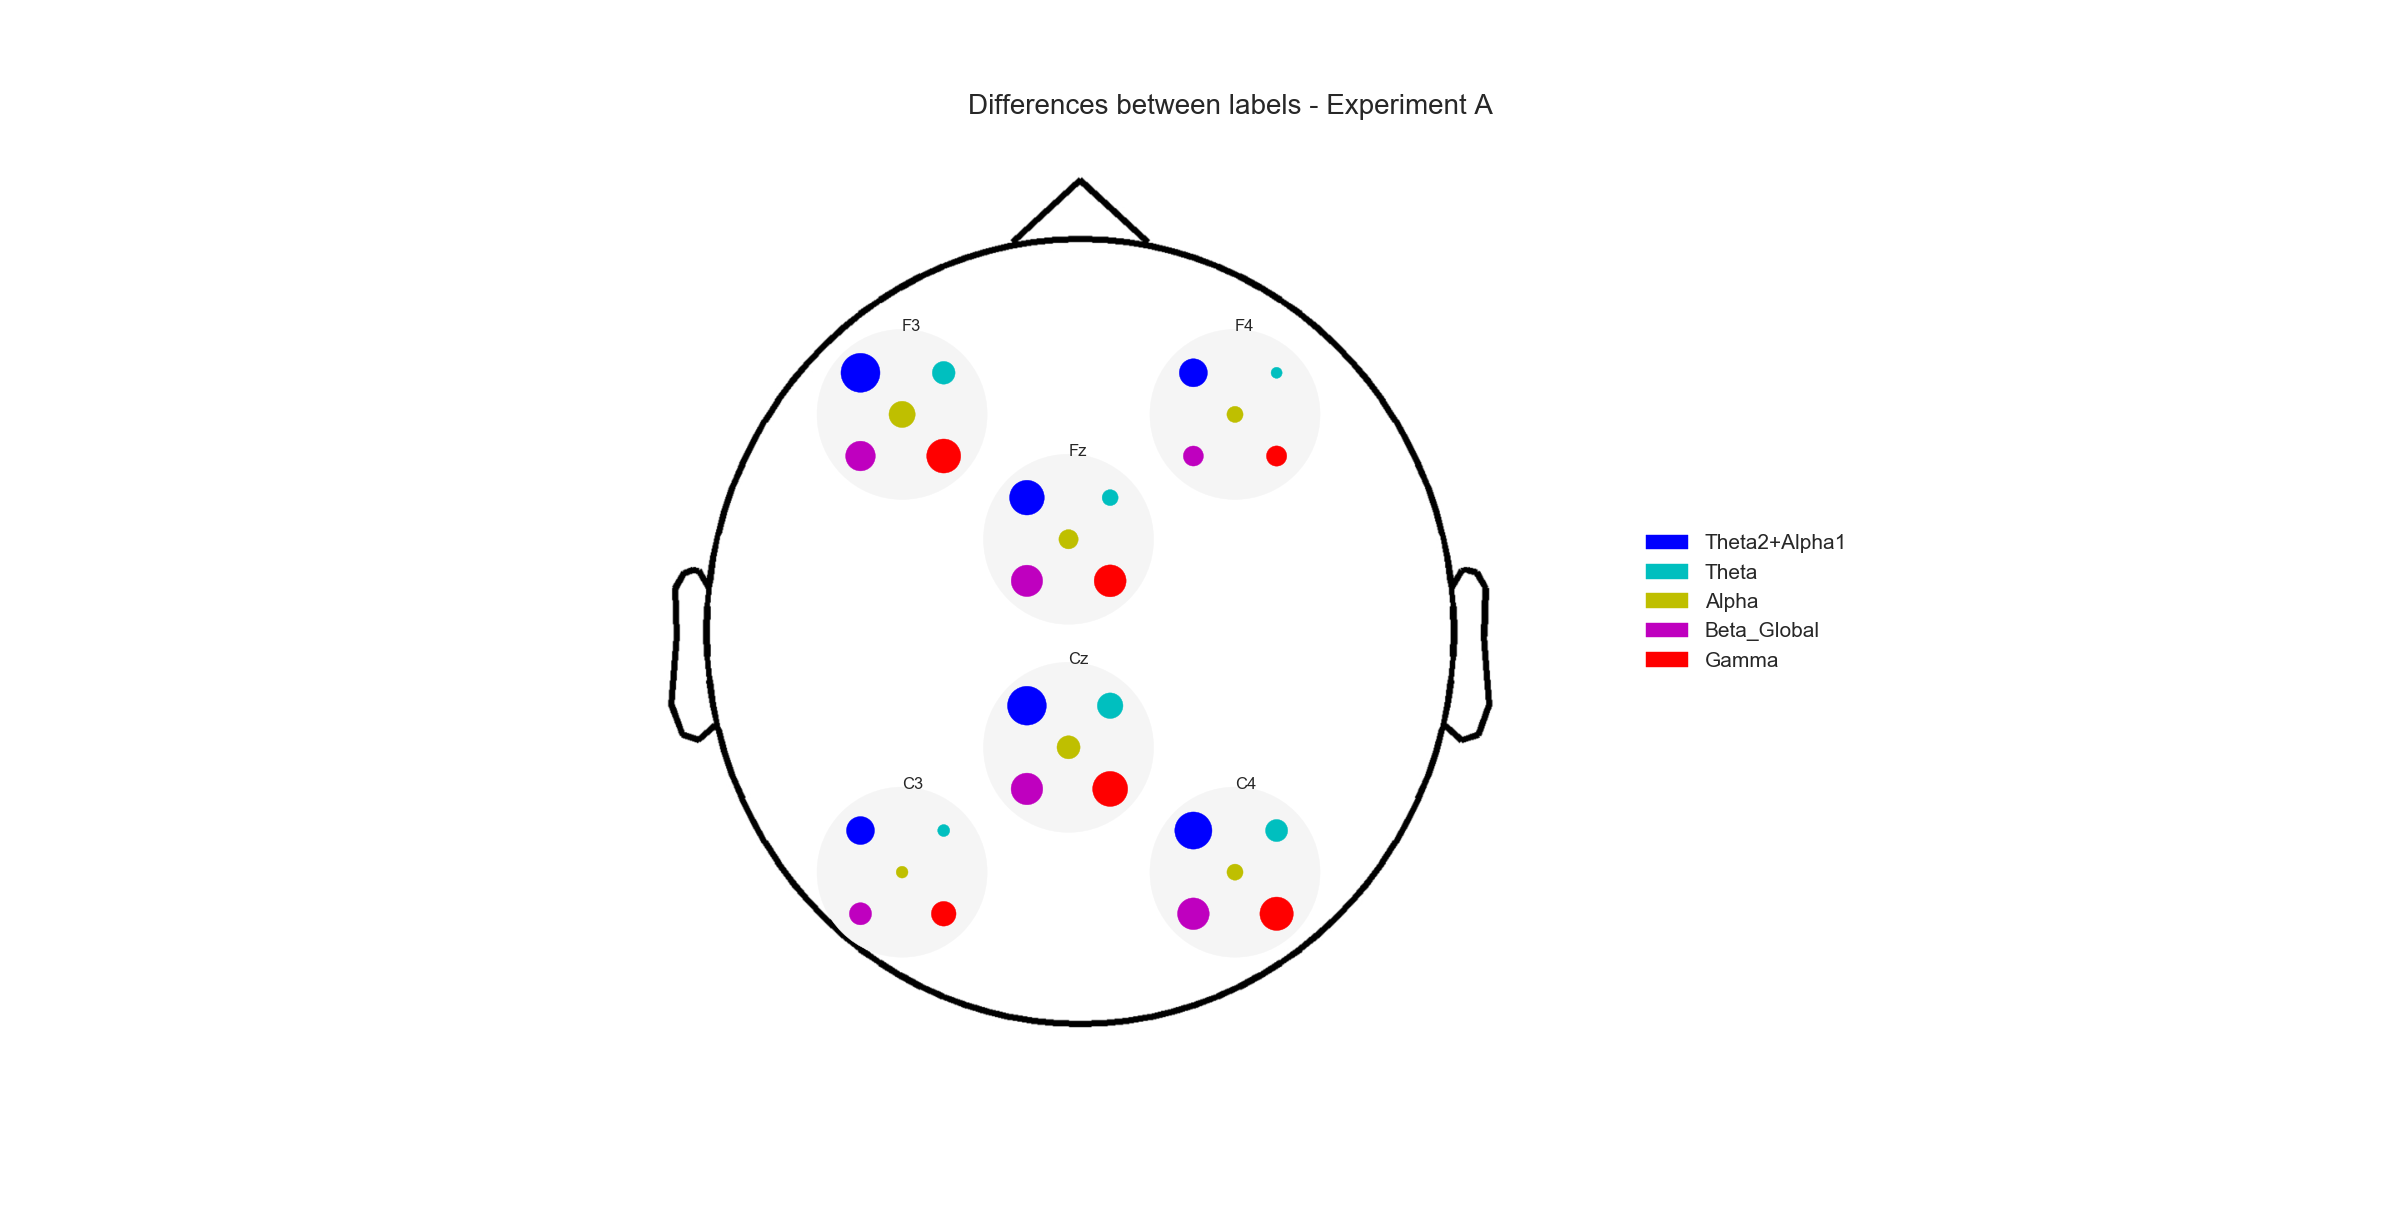 Differences between labels - Experiment A
F3
F4
Fz
Cz
C3
C4
Theta2+Alpha1
Theta
Alpha
Beta_Global
Gamma